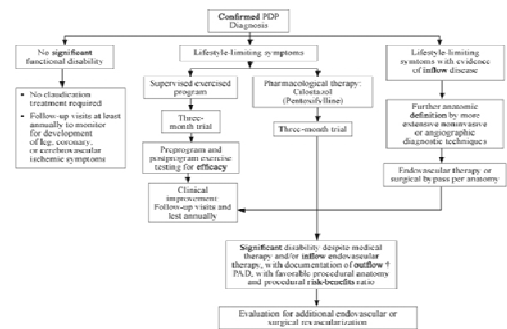 Confirmed PDP
Diagnosis
No significant
functional disability
Lifestyle-limiting symptoms
Lifestyle-limiting
symtoms with evidence
of inflow disease
• No claudication
treatment required
• Follow-up visits at least
annually to monitor
for development
of leg, coronary,
or cerebrovascular
ischemic symptoms
Supervised exercised
program
Three-
month trial
Preprogram and
postprogram exercise
testing for efficacy
Clinical
improvement:
Follow-up visits and
test annually
Pharmacological therapy:
Cilostazol
(Pentoxifylline)
Three-month trial
Further anatomic
definition by more
extensive noninvasive
or angiographic
diagnostic techniques
Endovascular therapy or
surgical bypass per anatomy
Significant disability despite medical
therapy and/or inflow endovascular
therapy, with documentation of outflow
PAD, with favorable procedural anatomy
and procedural risk-benefits ratio
Evaluation for additional endovascular or
surgical revascularization